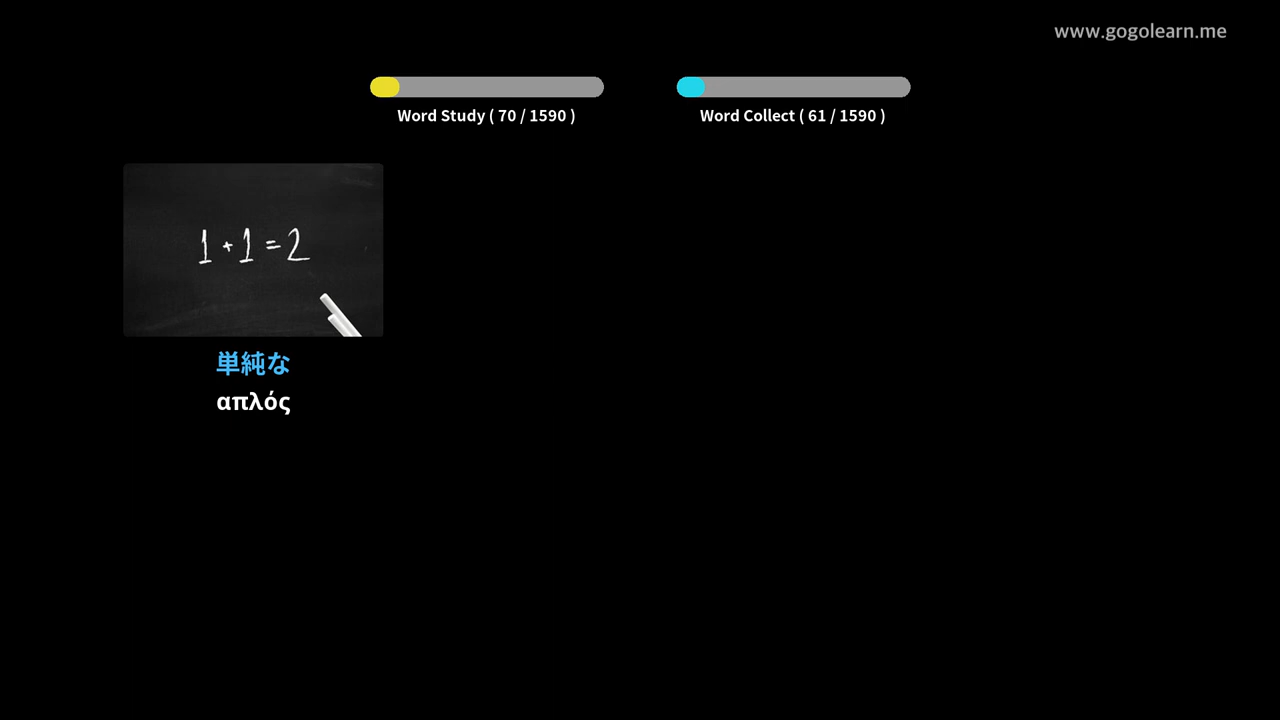 www.gogolearn.me
Word Study ( 70 / 1590 )
Word Collect ( 61 / 1590 )
1 + 1 = 2
単純な
απλός